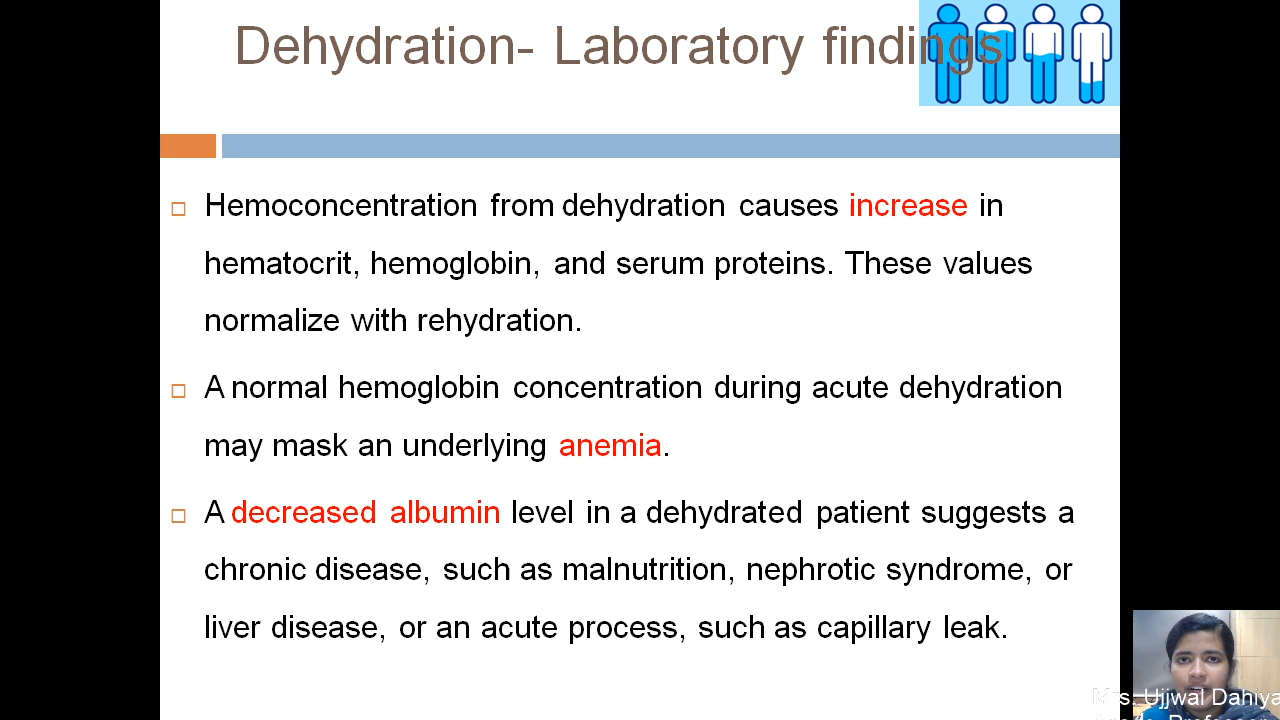 Dehydration- Laboratory findings
Hemoconcentration from dehydration causes increase in
hematocrit, hemoglobin, and serum proteins. These values
normalize with rehydration.
A normal hemoglobin concentration during acute dehydration
may mask an underlying anemia.
A decreased albumin level in a dehydrated patient suggests a
chronic disease, such as malnutrition, nephrotic syndrome, or
liver disease, or an acute process, such as capillary leak.
Mrs. Ujjwal Dahiya